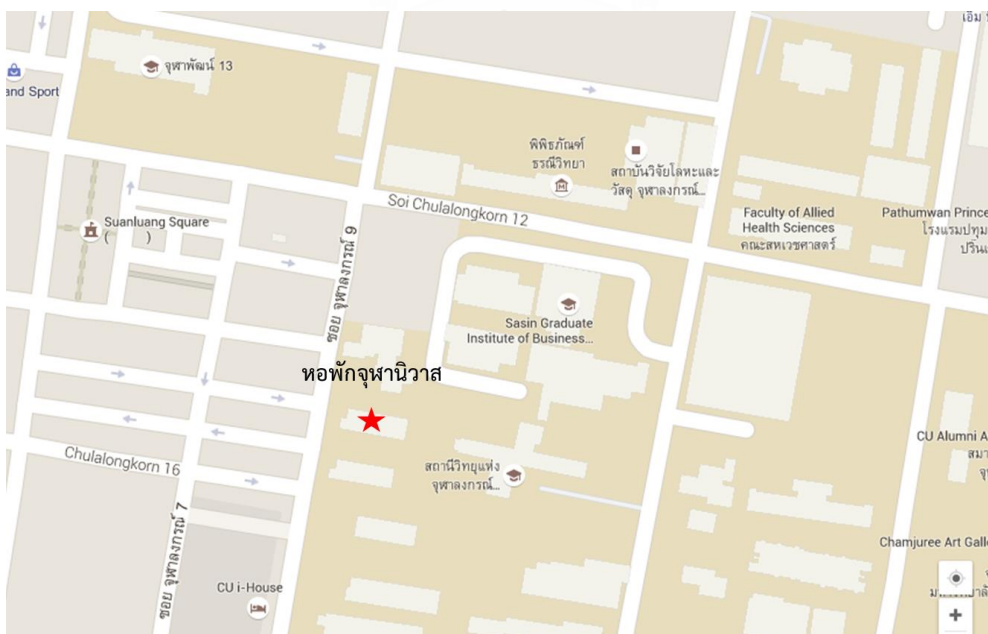 จุฬาพัฒน์ 13
and Sport
พิพิธภัณฑ์
ธรณีวิทยา
สถาบันวิจัยโลหะและ
วัสดุ จุฬาลงกรณ์...
Soi Chulalongkorn 12
Suanluang Square
( )
ซอย จุฬาลงกรณ์ 9
Faculty of Allied
Health Sciences
คณะสหเวชศาสตร์
Pathumwan Prince
โรงแรมปทุม
ปริ๊นเ
Sasin Graduate
Institute of Business...
หอพักจุฬานิวาส
Chulalongkorn 16
สถานีวิทยุแห่ง
จุฬาลงกรณ์...
CU Alumni A
สมา
จุ
ซอย จุฬาลงกรณ์ 7
Chamjuree Art Gall
CU i-House
+